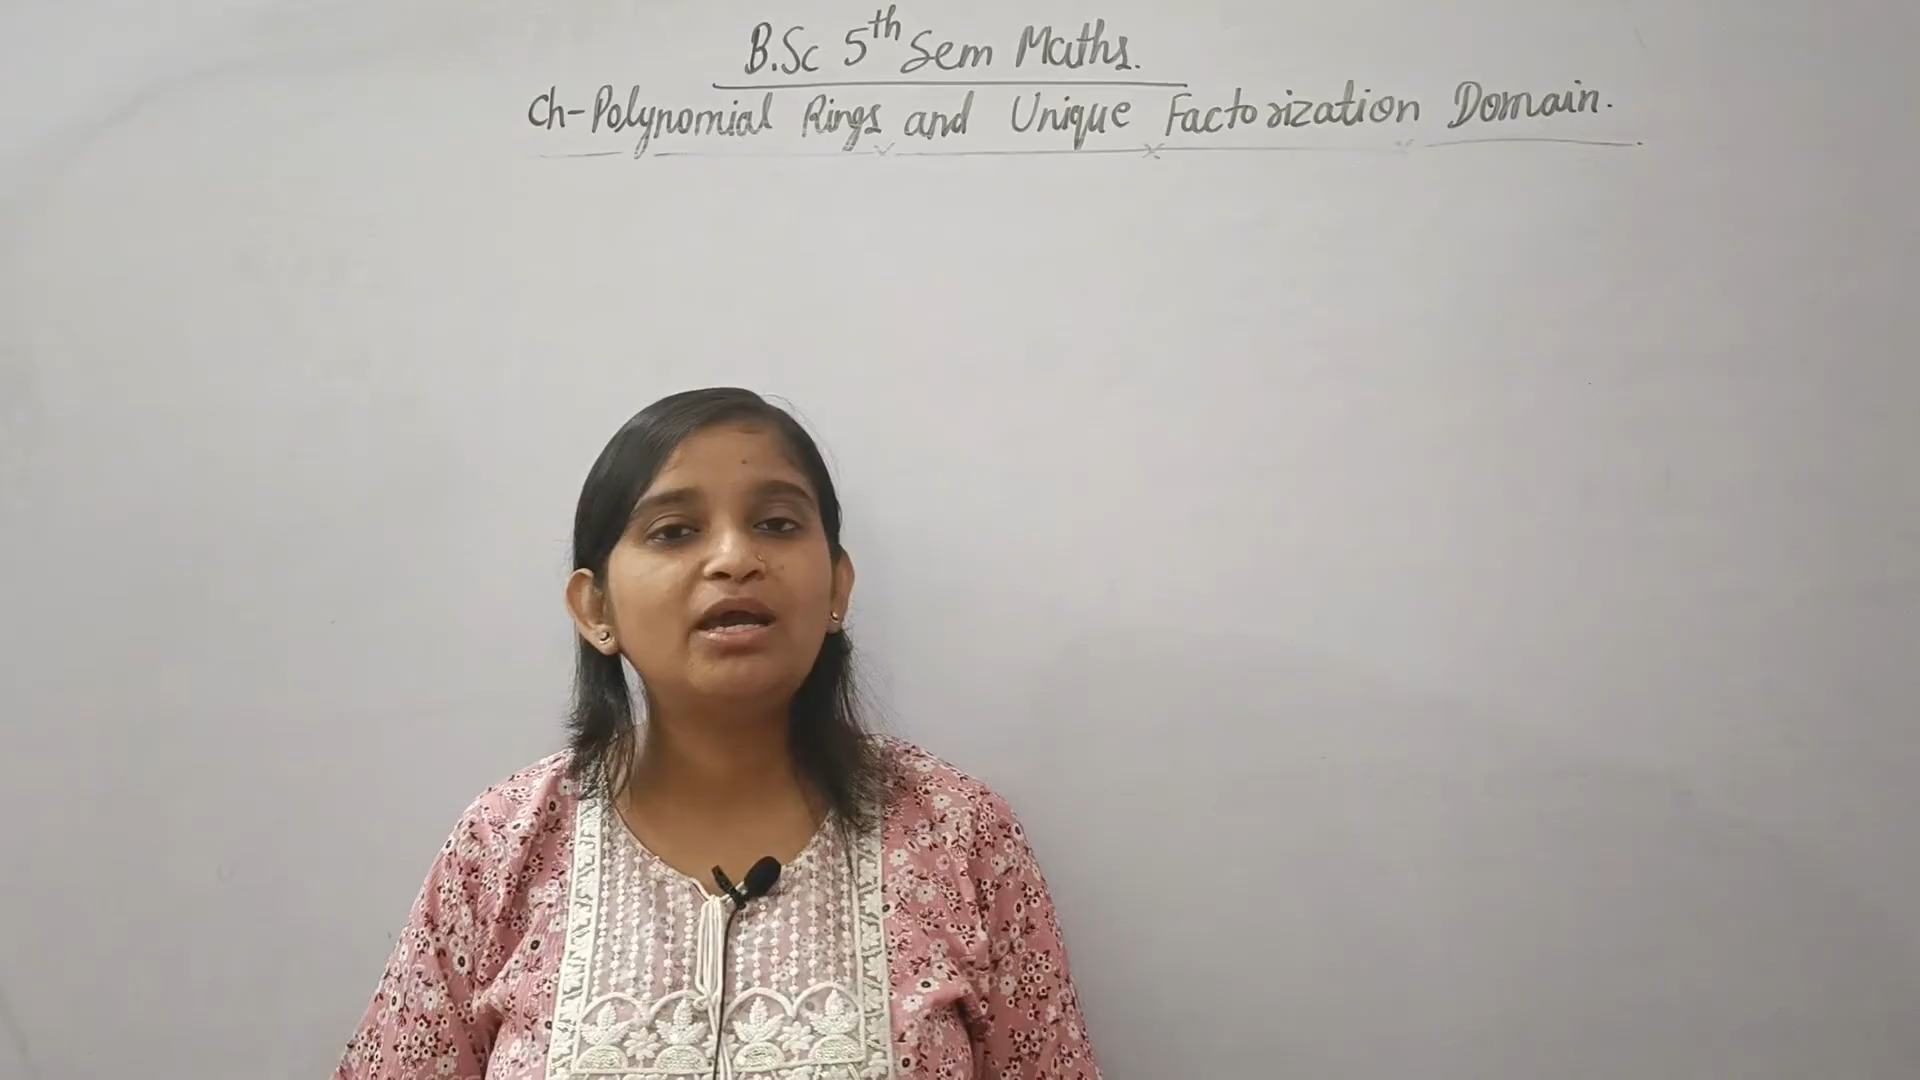 B.Sc 5th Sem Maths.
Ch-Polynomial Rings and Unique Factorization Domain.